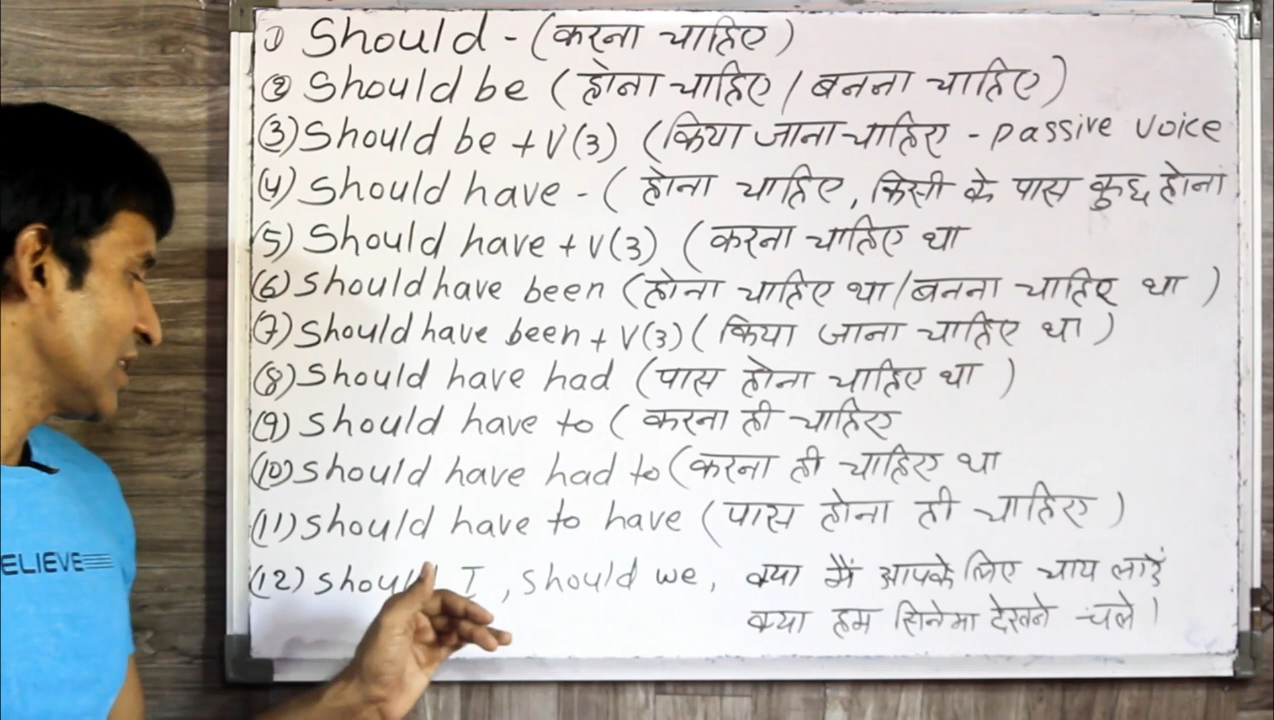 1) Should - (करना चाहिए)
(2) Should be (होना चाहिए / बनना चाहिए)
(3) Should be + V(3) (किया जाना चाहिए - passive voice
(4) Should have - ( होना चाहिए, किसी के पास कुछ होना
(5) Should have + V(3) (करना चाहिए था
(6) Should have been (होना चाहिए था/बनना चाहिए था )
(7) Should have been + V(3) ( किया जाना चाहिए था )
(8) Should have had (पास होना चाहिए था )
(9) Should have to ( करना ही चाहिए
(10) Should have had to (करना ही चाहिए था
(11) Should have to have (पास होना ही चाहिए )
(12) Should I , Should we, क्या मैं आपके लिए चाय लाऊँ
क्या हम सिनेमा देखने चले।
ELIEVE